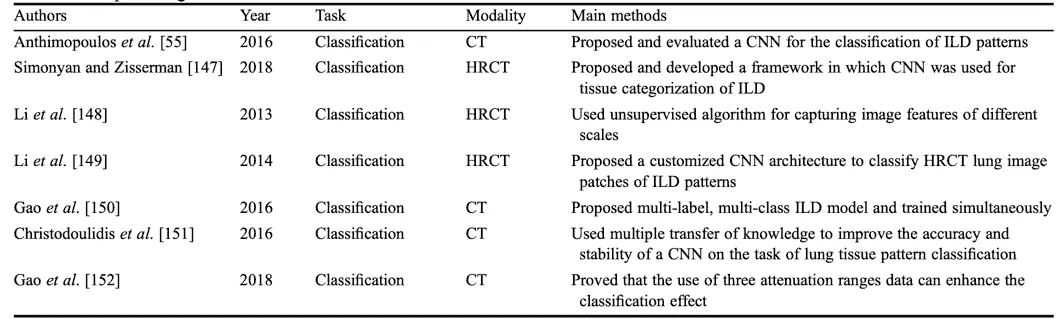 Authors Year Task Modality Main methods
Anthimopoulos et al. [55] 2016 Classification CT Proposed and evaluated a CNN for the classification of ILD patterns
Simonyan and Zisserman [147] 2018 Classification HRCT Proposed and developed a framework in which CNN was used for
tissue categorization of ILD
Li et al. [148] 2013 Classification HRCT Used unsupervised algorithm for capturing image features of different
scales
Li et al. [149] 2014 Classification HRCT Proposed a customized CNN architecture to classify HRCT lung image
patches of ILD patterns
Gao et al. [150] 2016 Classification CT Proposed multi-label, multi-class ILD model and trained simultaneously
Christodoulidis et al. [151] 2016 Classification CT Used multiple transfer of knowledge to improve the accuracy and
stability of a CNN on the task of lung tissue pattern classification
Gao et al. [152] 2018 Classification CT Proved that the use of three attenuation ranges data can enhance the
classification effect